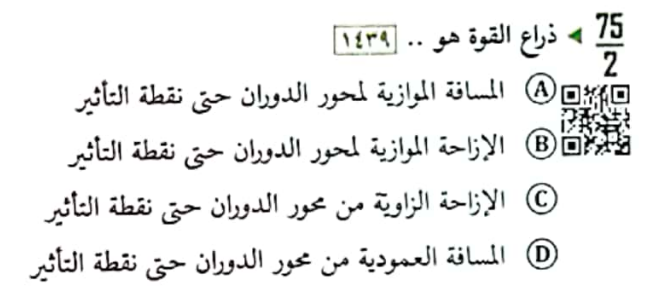 75/2 ◄ ذراع القوة هو .. ١٤٣٩
A المسافة الموازية لمحور الدوران حتى نقطة التأثير
B الإزاحة الموازية لمحور الدوران حتى نقطة التأثير
C الإزاحة الزاوية من محور الدوران حتى نقطة التأثير
D المسافة العمودية من محور الدوران حتى نقطة التأثير